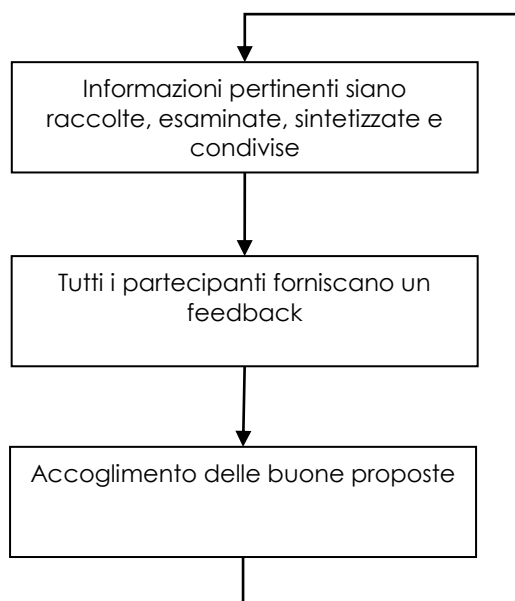 Informazioni pertinenti siano
raccolte, esaminate, sintetizzate e
condivise
Tutti i partecipanti forniscano un
feedback
Accoglimento delle buone proposte